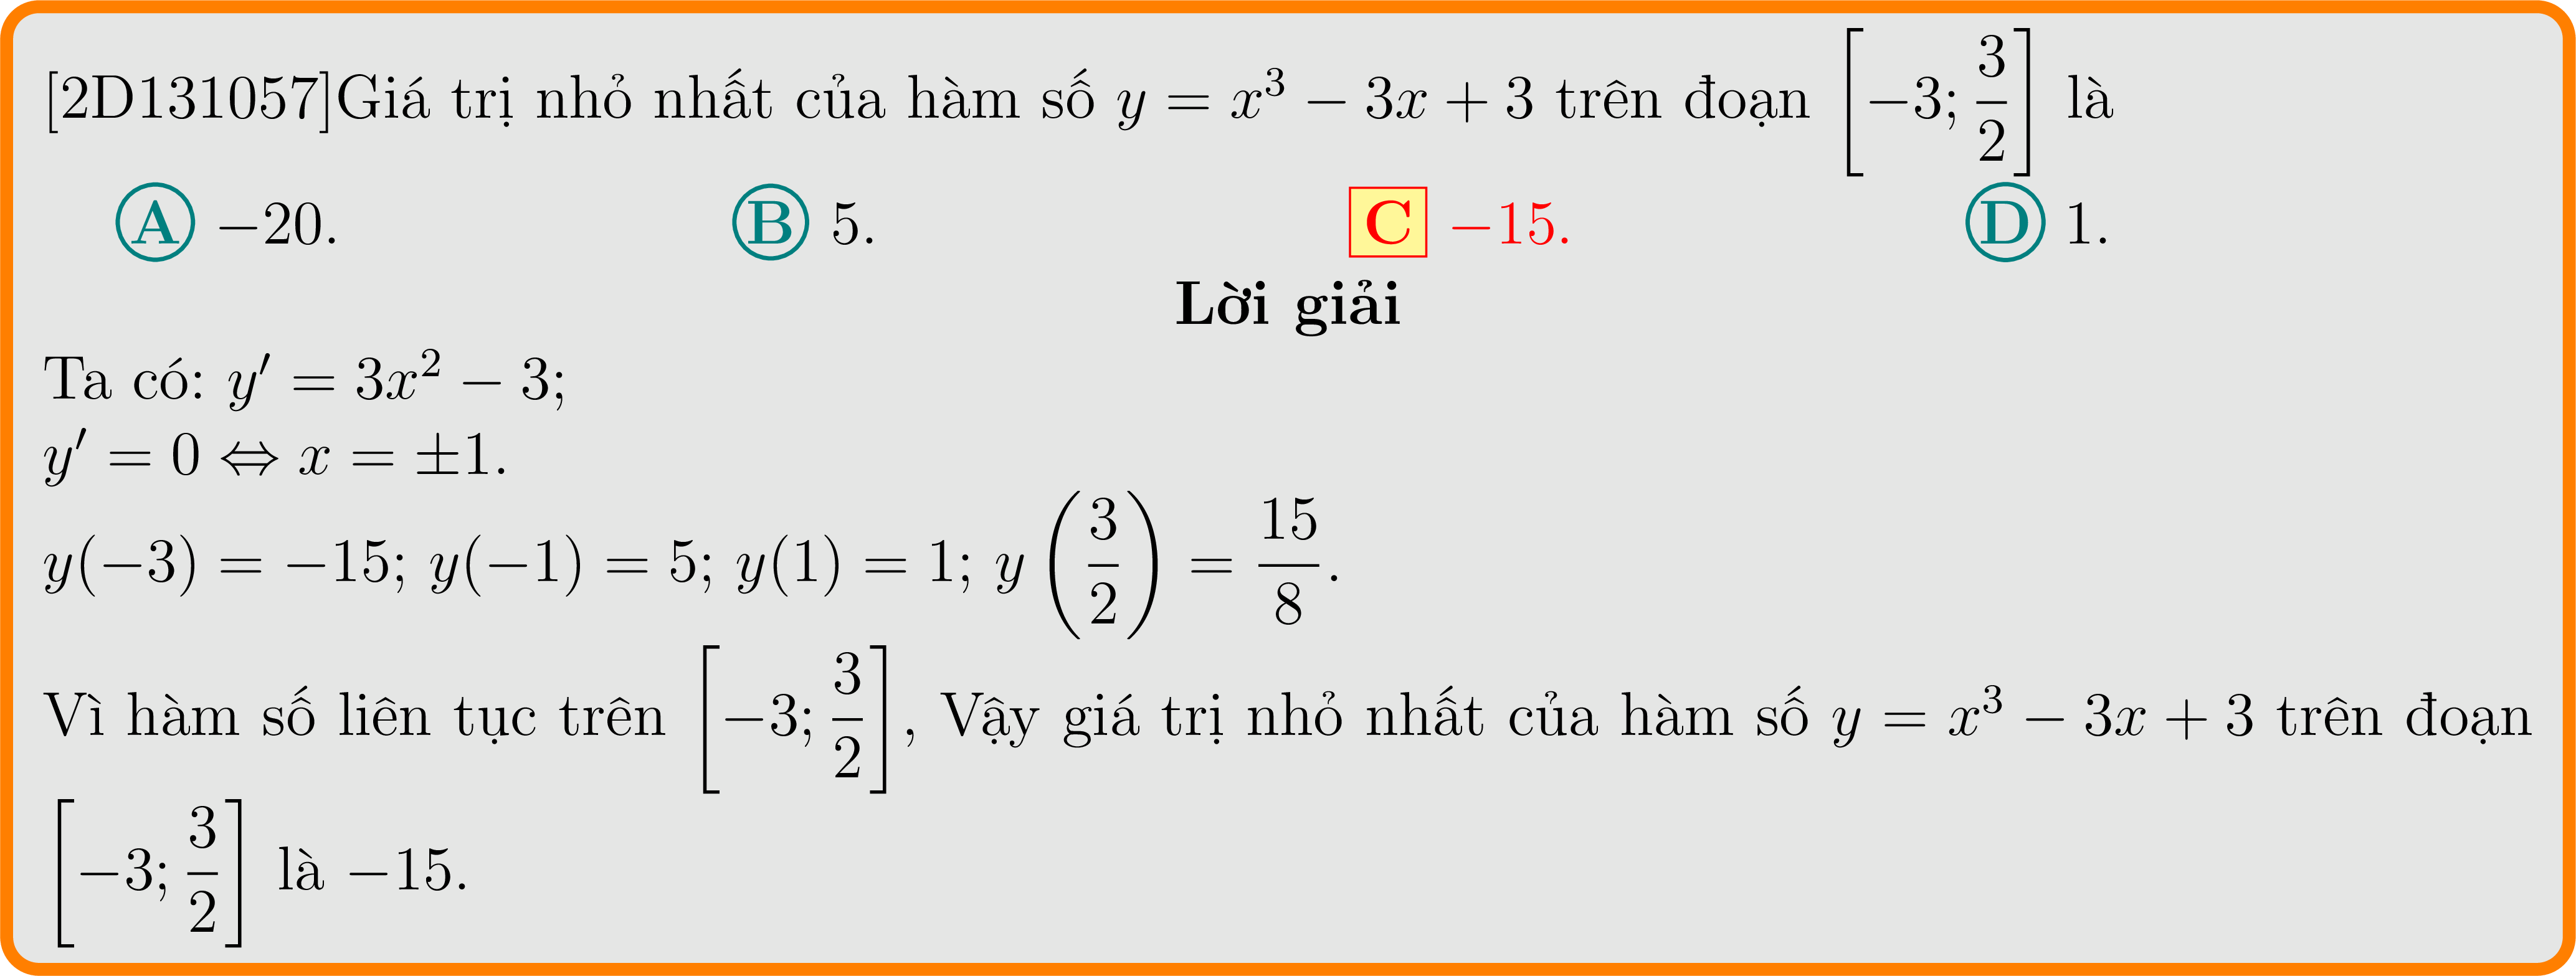 [2D131057]Giá trị nhỏ nhất của hàm số $y = x^3 - 3x + 3$ trên đoạn $\left[-3; \frac{3}{2}\right]$ là
A −20. B 5. C −15. D 1.
Lời giải
Ta có: $y' = 3x^2 - 3$;
$y' = 0 \Leftrightarrow x = \pm 1.$
$y(-3) = -15$; $y(-1) = 5$; $y(1) = 1$; $y\left(\frac{3}{2}\right) = \frac{15}{8}.$
Vì hàm số liên tục trên $\left[-3; \frac{3}{2}\right]$, Vậy giá trị nhỏ nhất của hàm số $y = x^3 - 3x + 3$ trên đoạn
$\left[-3; \frac{3}{2}\right]$ là −15.